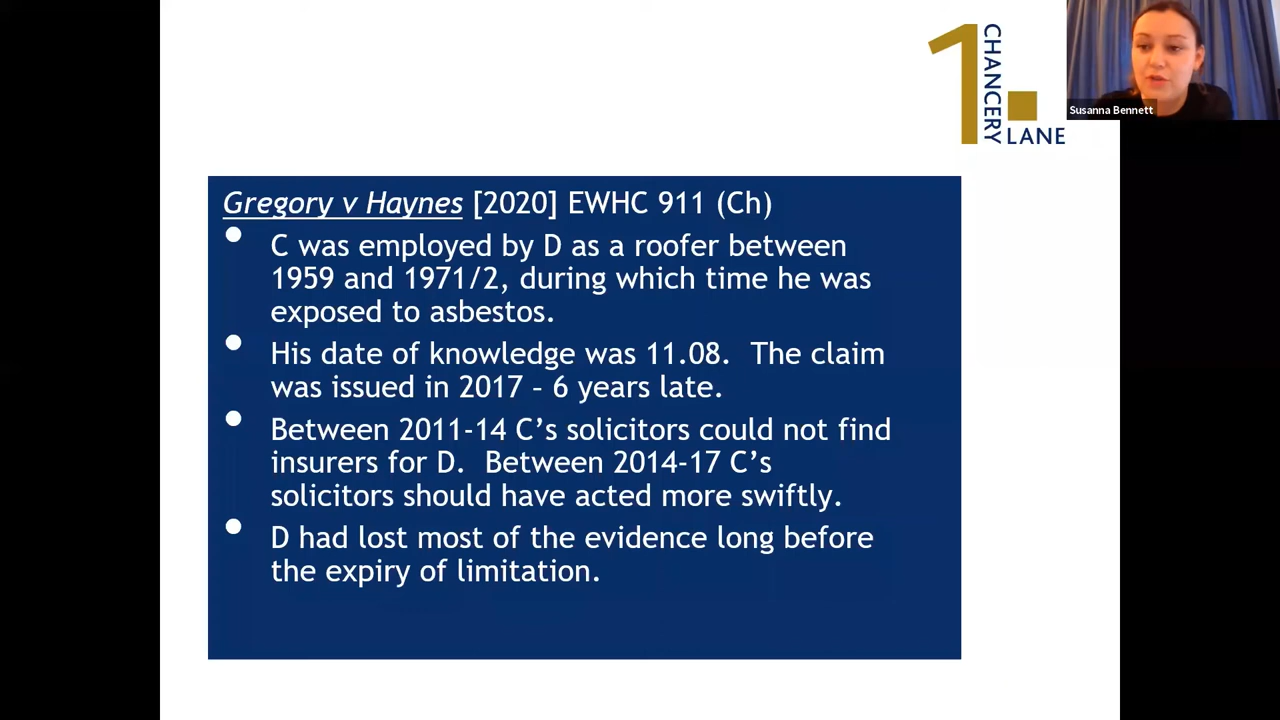 1 CHANCERY LANE
Susanna Bennett
Gregory v Haynes [2020] EWHC 911 (Ch)
• C was employed by D as a roofer between
1959 and 1971/2, during which time he was
exposed to asbestos.
• His date of knowledge was 11.08. The claim
was issued in 2017 – 6 years late.
• Between 2011-14 C’s solicitors could not find
insurers for D. Between 2014-17 C’s
solicitors should have acted more swiftly.
• D had lost most of the evidence long before
the expiry of limitation.